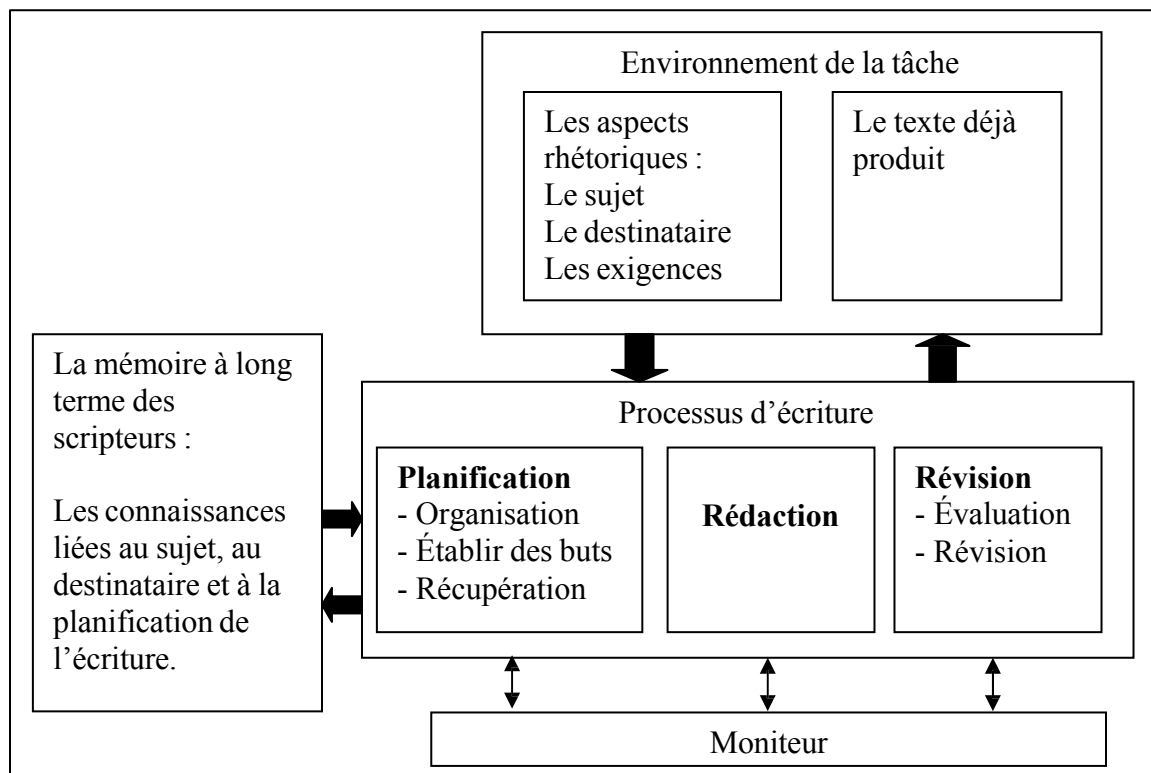 Environnement de la tâche
Les aspects
rhétoriques :
Le sujet
Le destinataire
Les exigences
Le texte déjà
produit
La mémoire à long
terme des
scripteurs :
Les connaissances
liées au sujet, au
destinataire et à la
planification de
l’écriture.
Processus d’écriture
Planification
- Organisation
- Établir des buts
- Récupération
Rédaction
Révision
- Évaluation
- Révision
Moniteur